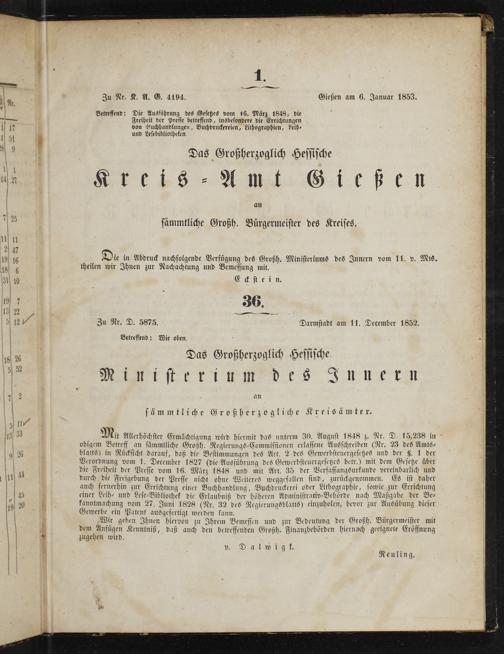 1.
Zu Nr. K. A. G. 4194. Gießen am 6. Januar 1853.
Betreffend: Die Ausführung des Gesetzes vom 16. März 1848, die
Freiheit der Presse betreffend, insbesondere die Errichtungen
von Buchhandlungen, Buchdruckereien, Lithographien, Leih-
und Lesebibliotheken
Das Großherzoglich Hessische
Kreis-Amt Gießen
an
sämmtliche Großh. Bürgermeister des Kreises.
Die in Abdruck nachfolgende Verfügung des Großh. Ministeriums des Innern vom 11. v. Mts.
theilen wir Ihnen zur Nachachtung und Bemessung mit.
Eckstein.
36.
Zu Nr. D. 5875. Darmstadt am 11. December 1852.
Betreffend: Wie oben
Das Großherzoglich Hessische
Ministerium des Innern
an
sämmtliche Großherzogliche Kreisämter.
Mit Allerhöchster Ermächtigung wird hiermit das unterm 30. August 1848 z. Nr. D. 15,238 in
obigem Betreff an sämmtliche Großh. Regierungs-Commissionen erlassene Ausschreiben (Nr. 23 des Amts-
blatts) in Rücksicht darauf, daß die Bestimmungen des Art. 2 des Gewerbsteuergesetzes und der § 1 der
Verordnung vom 1. December 1827 (die Ausführung des Gewerbsteuergesetzes betr.) mit dem Gesetz über
die Freiheit der Presse vom 16. März 1848 und mit Art. 35 der Verfassungsurkunde vereinbarlich und
durch die Freigebung der Presse nicht ohne Weiteres weggefallen sind, zurückgenommen. Es ist daher
auch fernerhin zur Errichtung einer Buchhandlung, Buchdruckerei oder Lithographie, sowie zur Errichtung
einer Leih- und Lese-Bibliothek die Erlaubniß der höheren Administrativ-Behörde nach Maßgabe der Be-
kanntmachung vom 27. Juni 1828 (Nr. 32 des Regierungsblatts) einzuholen, bevor zur Ausübung dieser
Gewerbe ein Patent ausgefertigt werden kann.
Wir geben Ihnen hiervon zu Ihrem Bemessen und zur Bedeutung der Großh. Bürgermeister mit
dem Anfügen Kenntniß, daß auch den betreffenden Großh. Finanzbehörden hiernach geeignete Eröffnung
zugehen wird.
v. Dalwigk.
Neuling.